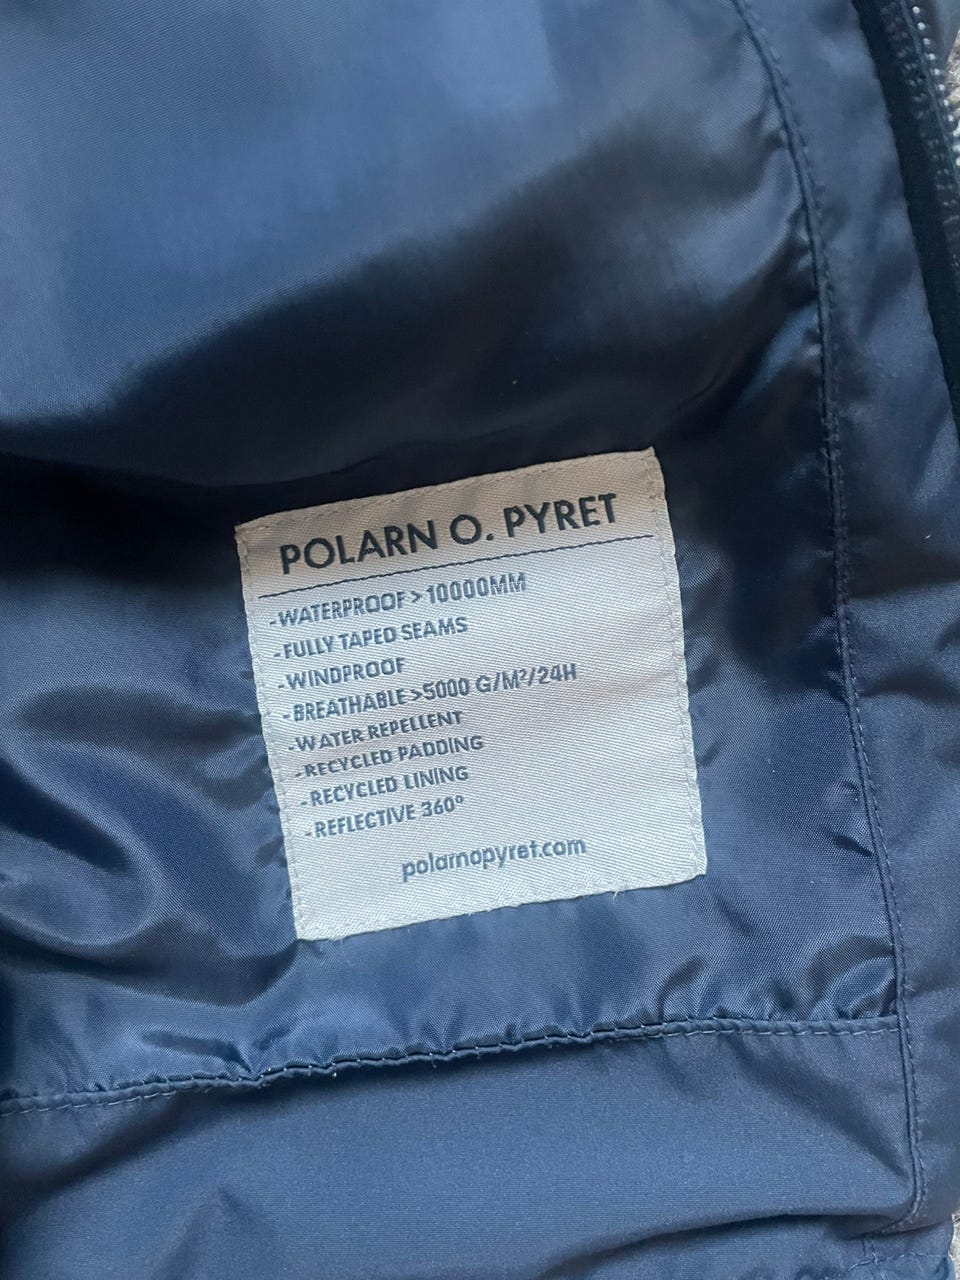 POLARN O. PYRET
-WATERPROOF>10000MM
-FULLY TAPED SEAMS
-WINDPROOF
-BREATHABLE>5000 G/M²/24H
-WATER REPELLENT
-RECYCLED PADDING
-RECYCLED LINING
-REFLECTIVE 360°
polarnopyret.com